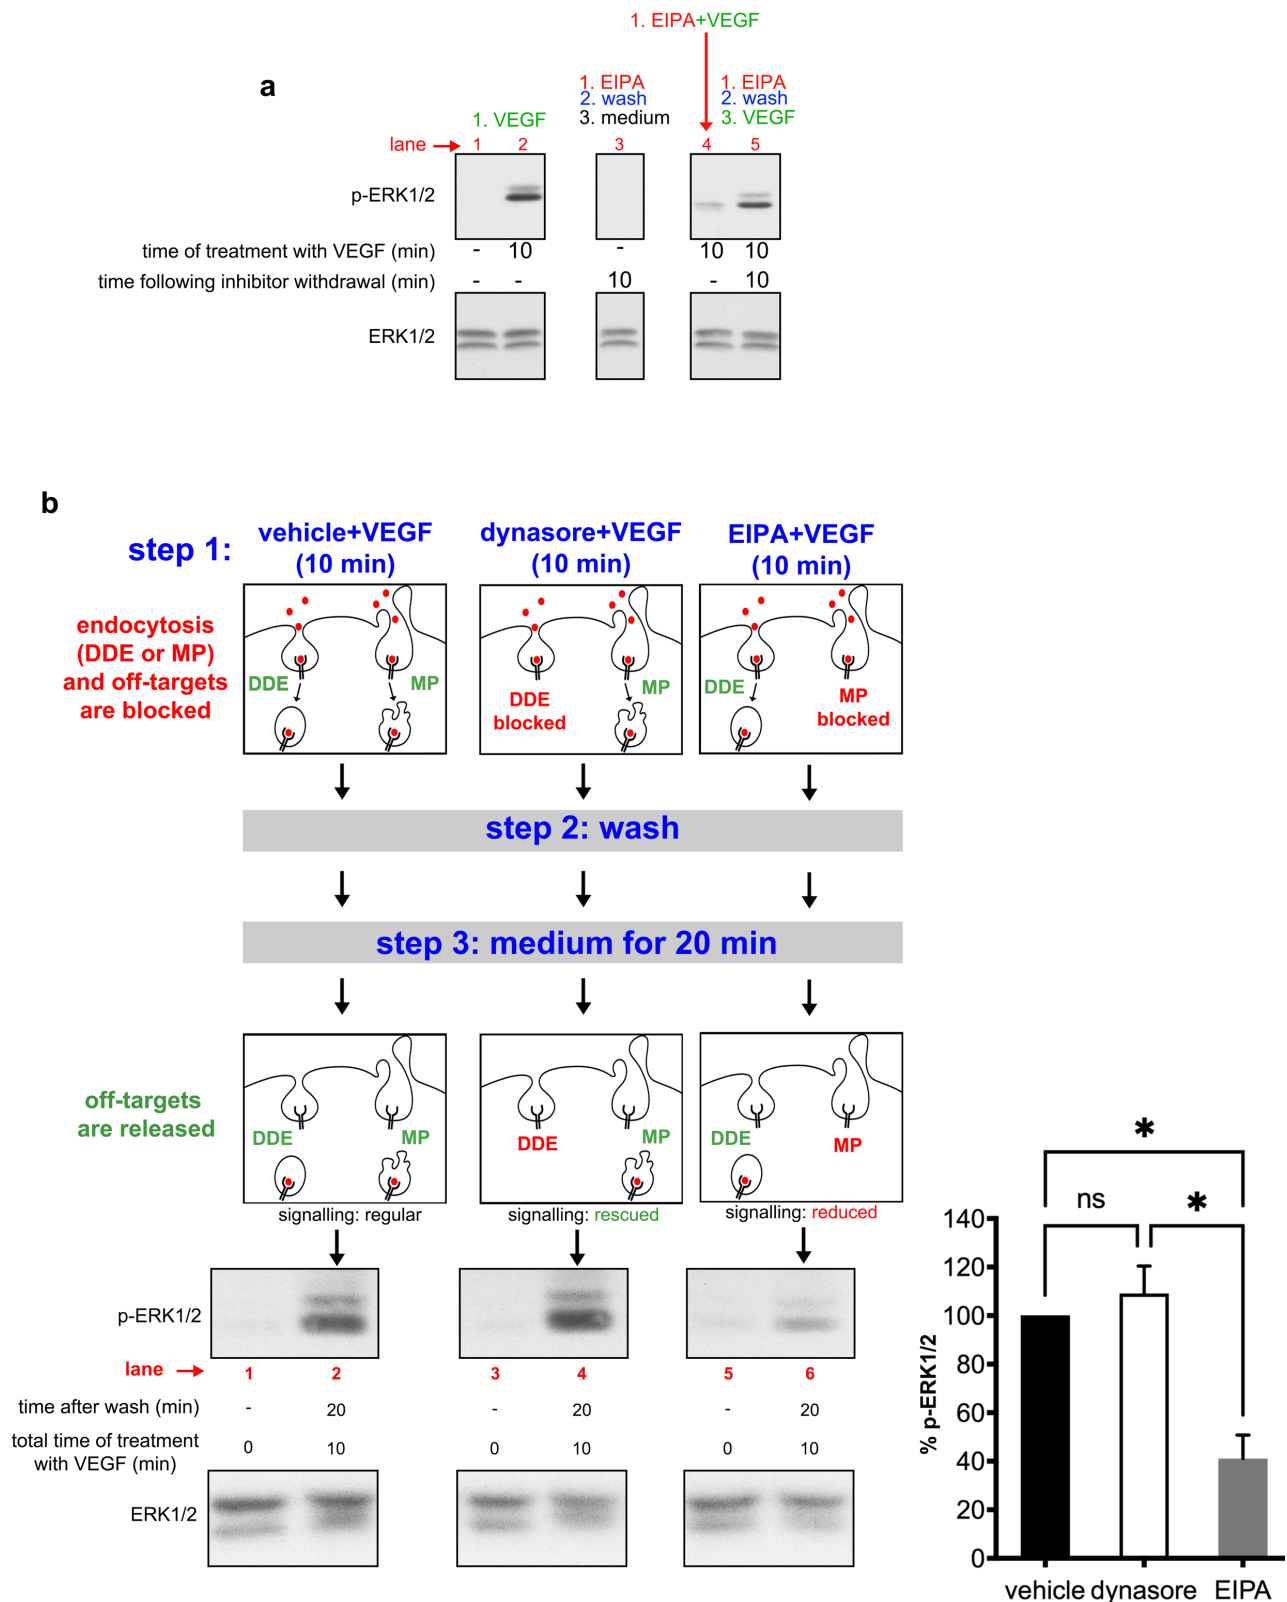 1. EIPA+VEGF
a
1. EIPA
2. wash
3. medium
1. EIPA
2. wash
3. VEGF
1. VEGF
lane 1 2 3 4 5
p-ERK1/2
time of treatment with VEGF (min) - 10 - 10 10
time following inhibitor withdrawal (min) - - 10 - 10
ERK1/2
b
step 1:
vehicle+VEGF
(10 min)
dynasore+VEGF
(10 min)
EIPA+VEGF
(10 min)
endocytosis
(DDE or MP)
and off-targets
are blocked
DDE MP
DDE
blocked
MP
DDE
MP
blocked
step 2: wash
step 3: medium for 20 min
off-targets
are released
DDE MP
DDE MP
DDE MP
signalling: regular
signalling: rescued
signalling: reduced
p-ERK1/2
lane 1 2 3 4 5 6
time after wash (min) - 20 - 20 - 20
total time of treatment
with VEGF (min) 0 10 0 10 0 10
ERK1/2
*
ns *
% p-ERK1/2
140
120
100
80
60
40
20
0
vehicle dynasore EIPA